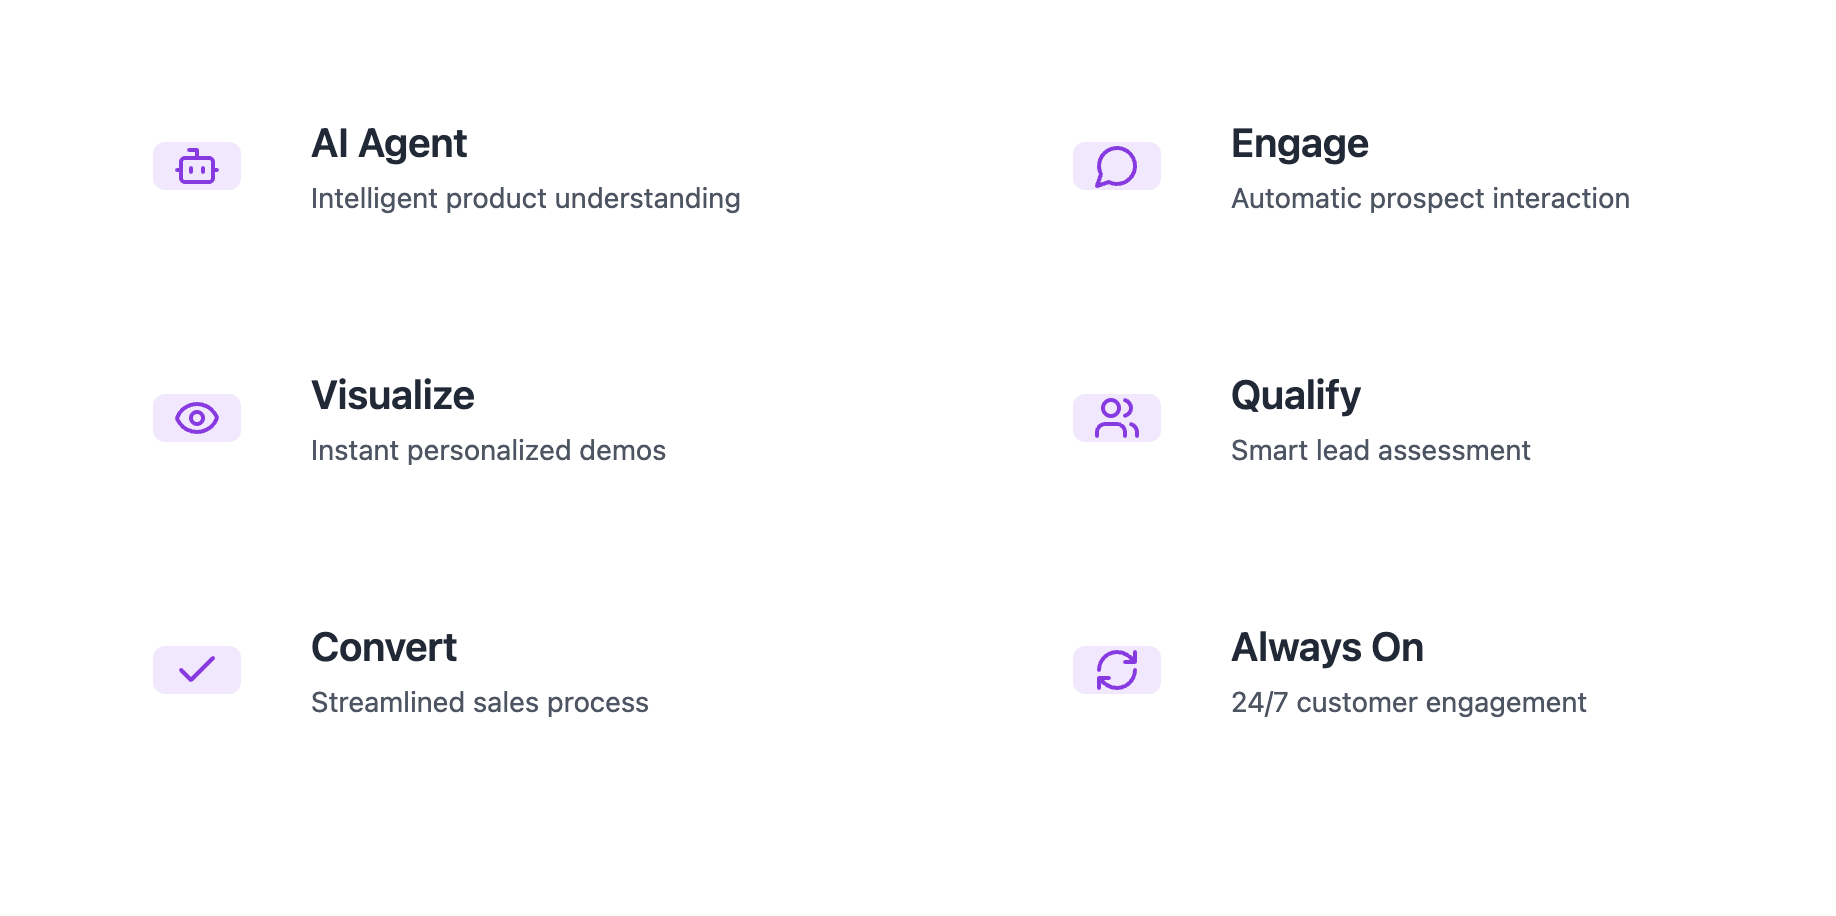 AI Agent
Intelligent product understanding
Engage
Automatic prospect interaction
Visualize
Instant personalized demos
Qualify
Smart lead assessment
Convert
Streamlined sales process
Always On
24/7 customer engagement